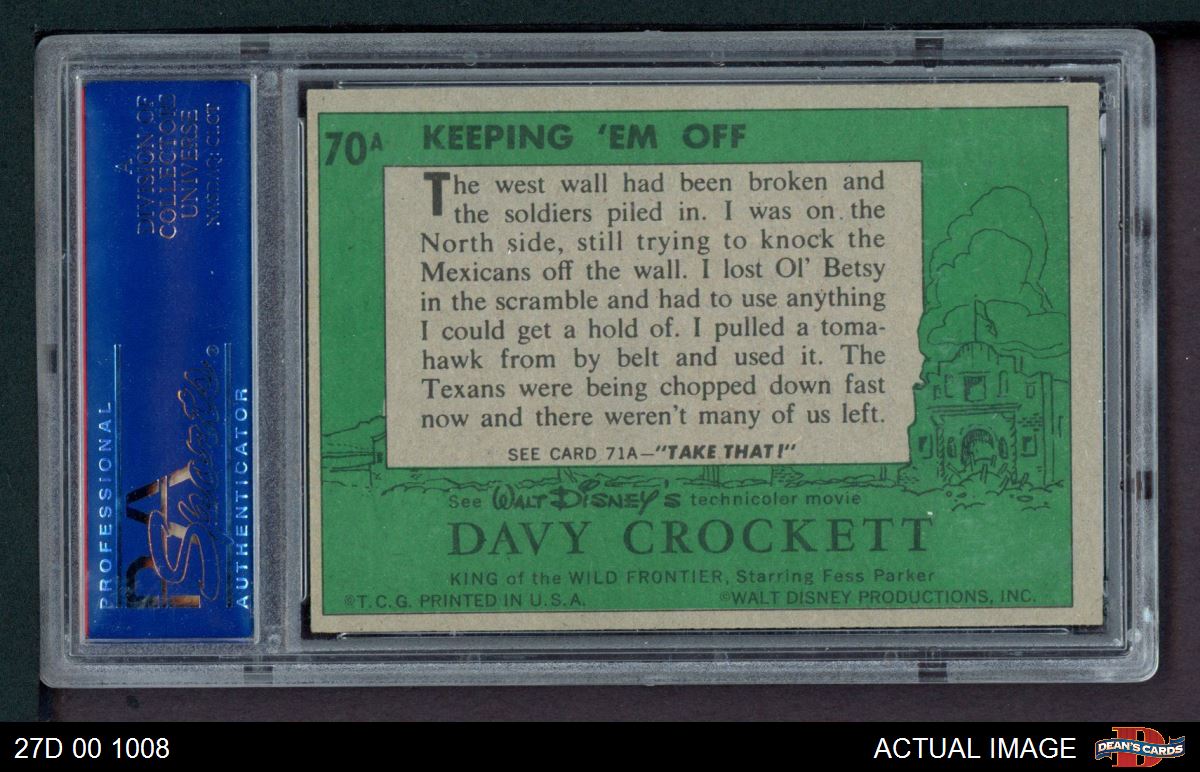 A
DIVISION OF
COLLECTORS
UNIVERSE
NASDAQ: CLCT
PROFESSIONAL
PSA
Sports
®
AUTHENTICATOR
70A KEEPING 'EM OFF
The west wall had been broken and
the soldiers piled in. I was on the
North side, still trying to knock the
Mexicans off the wall. I lost Ol' Betsy
in the scramble and had to use anything
I could get a hold of. I pulled a toma-
hawk from by belt and used it. The
Texans were being chopped down fast
now and there weren't many of us left.
SEE CARD 71A—"TAKE THAT!"
See WALT DISNEY'S technicolor movie
DAVY CROCKETT
KING of the WILD FRONTIER, Starring Fess Parker
©T.C.G. PRINTED IN U.S.A. ©WALT DISNEY PRODUCTIONS, INC.
27D 00 1008
ACTUAL IMAGE
D
DEAN'S CARDS